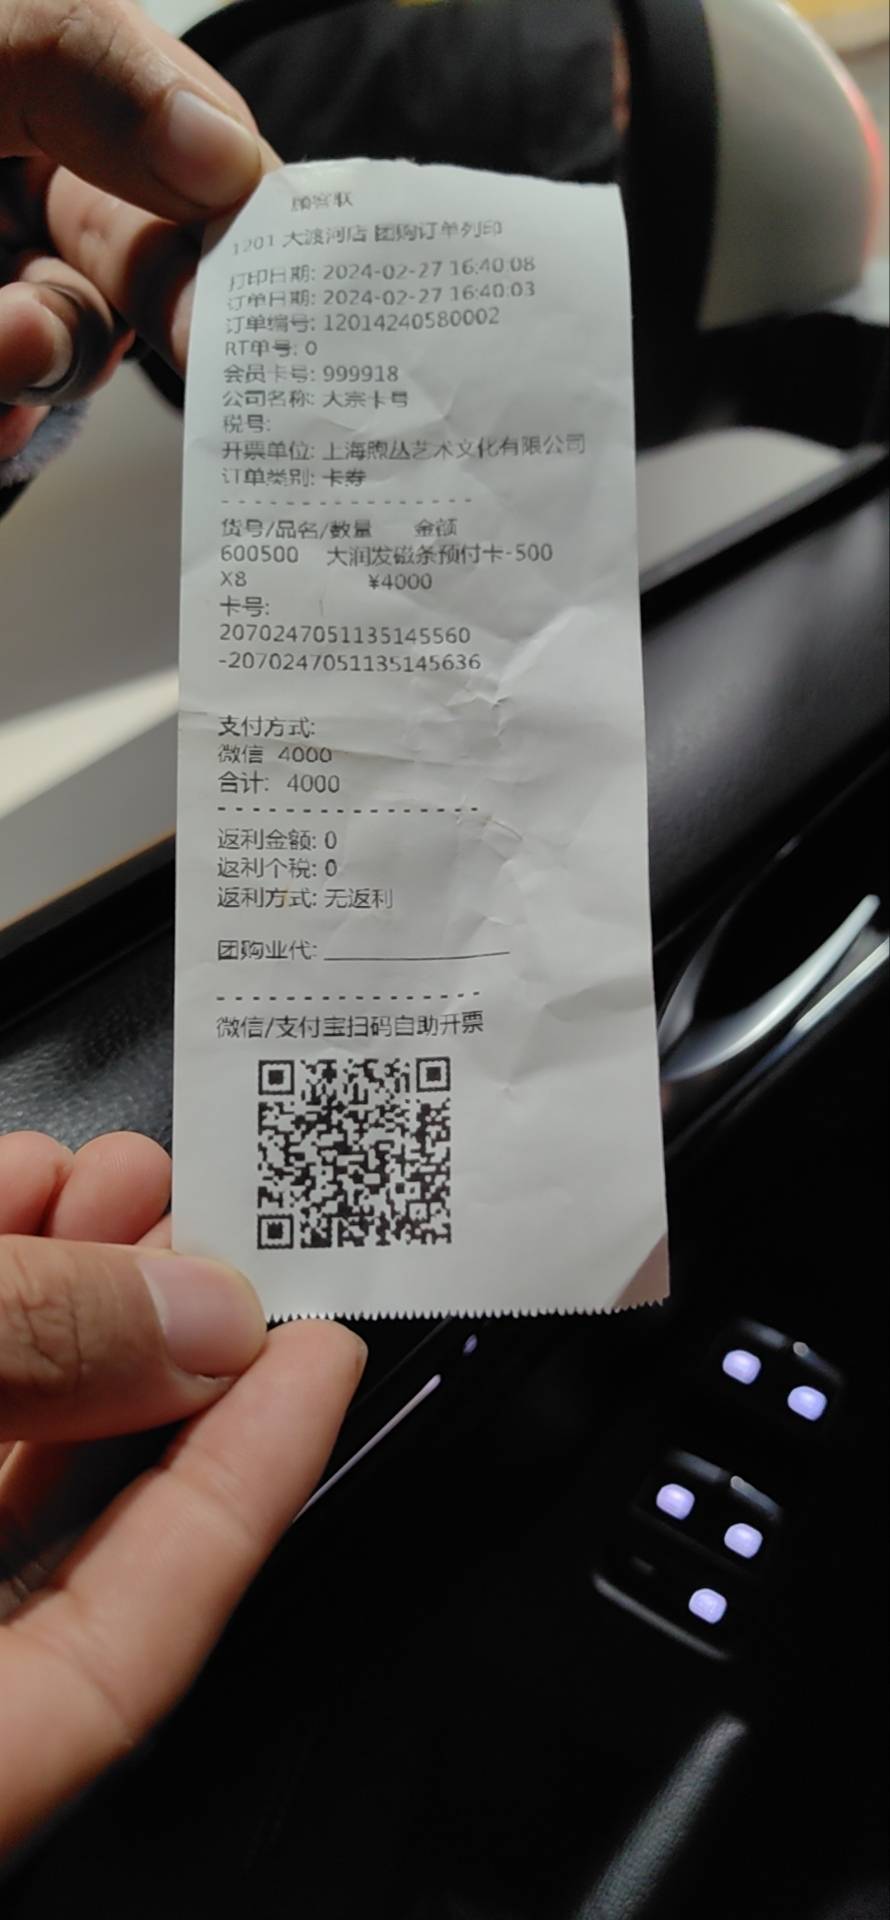 顾客联
1201 大渡河店 团购订单列印
打印日期: 2024-02-27 16:40:08
订单日期: 2024-02-27 16:40:03
订单编号: 12014240580002
RT单号: 0
会员卡号: 999918
公司名称: 大宗卡号
税号:
开票单位: 上海煦丛艺术文化有限公司
订单类别: 卡券
货号/品名/数量 金额
600500 大润发磁条预付卡-500
X8 ¥4000
卡号:
2070247051135145560
-2070247051135145636
支付方式:
微信 4000
合计: 4000
返利金额: 0
返利个税: 0
返利方式: 无返利
团购业代:
微信/支付宝扫码自助开票